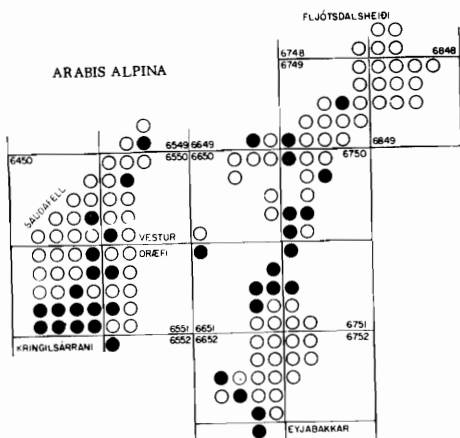 FLJÓTSDALSHEIÐI
6748 6848
6749
ARABIS ALPINA
6549 6649 6849
6450 6550 6650 6750
SAUÐAFELL
VESTUR
ÖRÆFI
6551 6651 6751
6552 6652 6752
KRINGILSÁRRANI
EYJABAKKAR